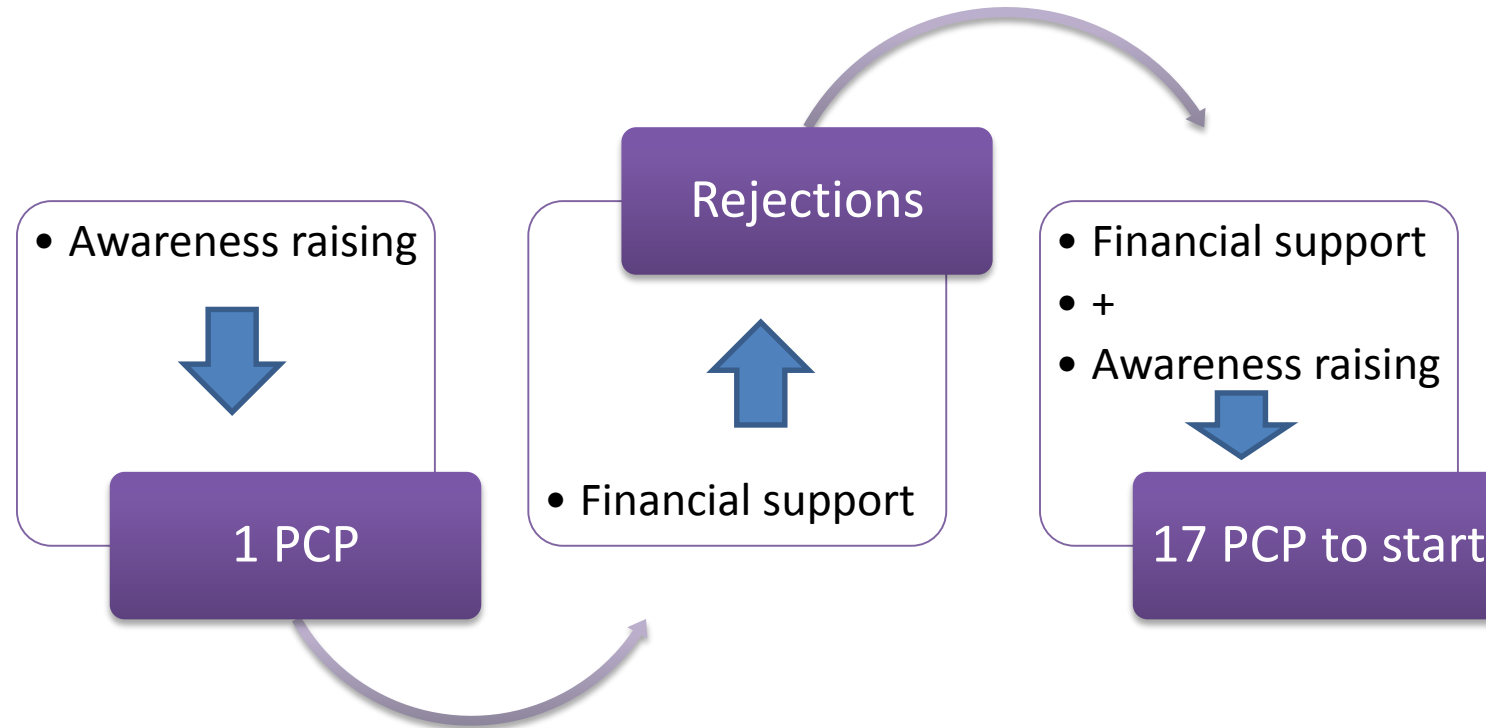 • Awareness raising
1 PCP
Rejections
• Financial support
• Financial support
• +
• Awareness raising
17 PCP to start